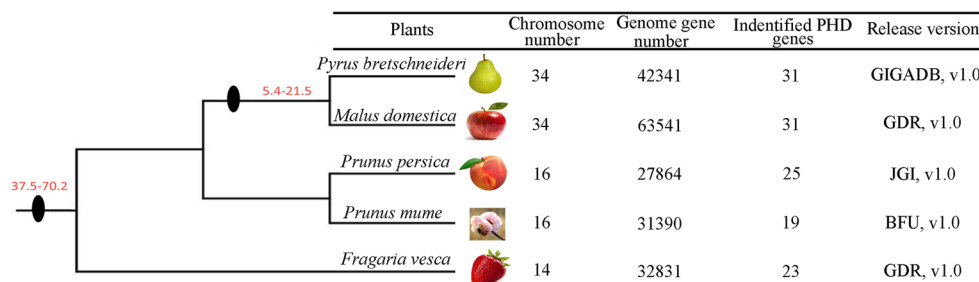 Plants Chromosome number Genome gene number Indentified PHD genes Release version
Pyrus bretschneideri 34 42341 31 GIGADB, v1.0
5.4-21.5
Malus domestica 34 63541 31 GDR, v1.0
Prunus persica 16 27864 25 JGI, v1.0
37.5-70.2
Prunus mume 16 31390 19 BFU, v1.0
Fragaria vesca 14 32831 23 GDR, v1.0